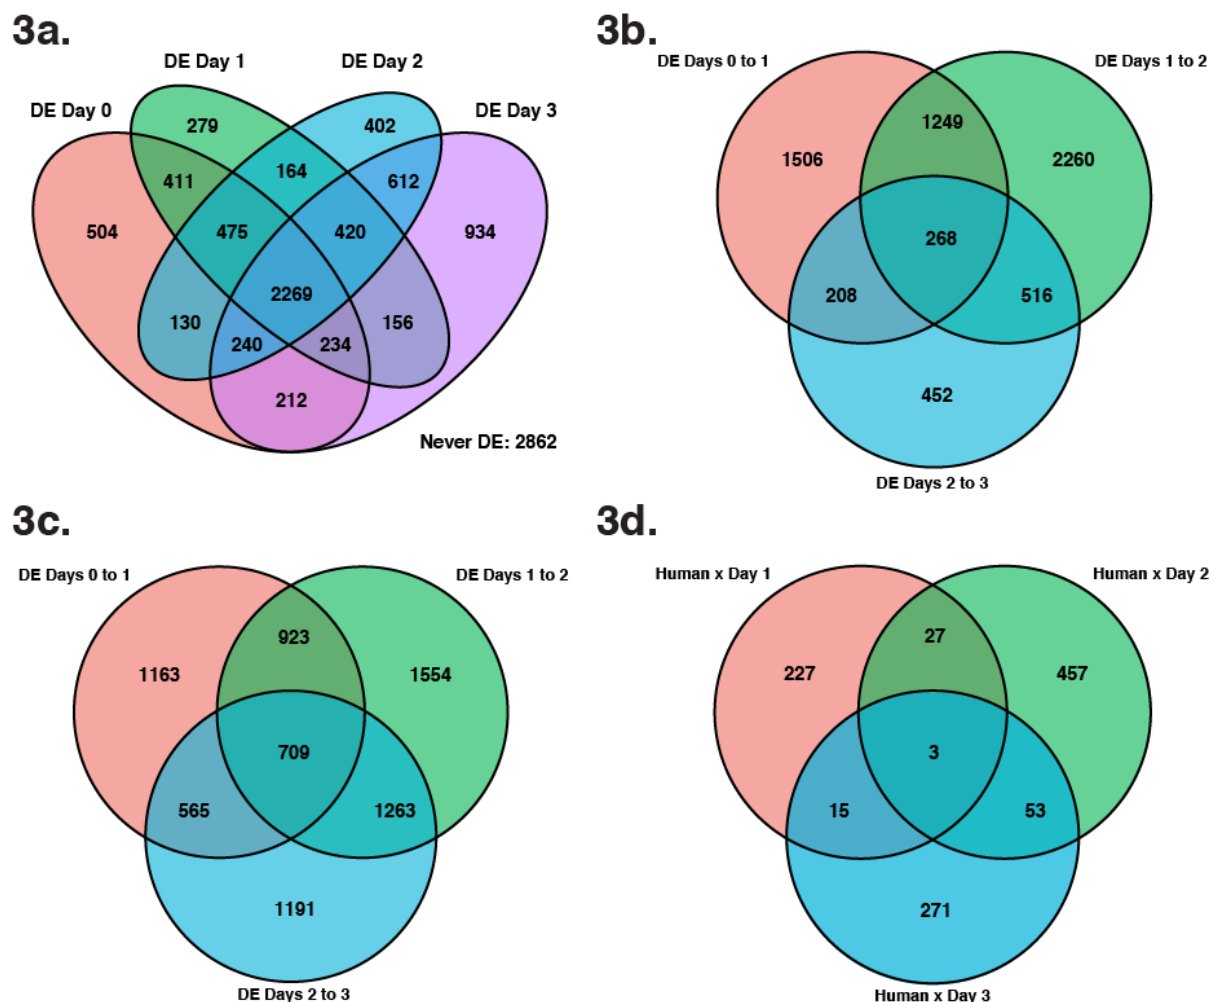 3a.
DE Day 0
DE Day 1
DE Day 2
DE Day 3
279
402
411
164
612
504
475
420
934
2269
130
156
240
234
212
Never DE: 2862
3b.
DE Days 0 to 1
DE Days 1 to 2
1249
1506
2260
268
208
516
452
DE Days 2 to 3
3c.
DE Days 0 to 1
DE Days 1 to 2
923
1163
1554
709
565
1263
1191
DE Days 2 to 3
3d.
Human x Day 1
Human x Day 2
27
227
457
3
15
53
271
Human x Day 3